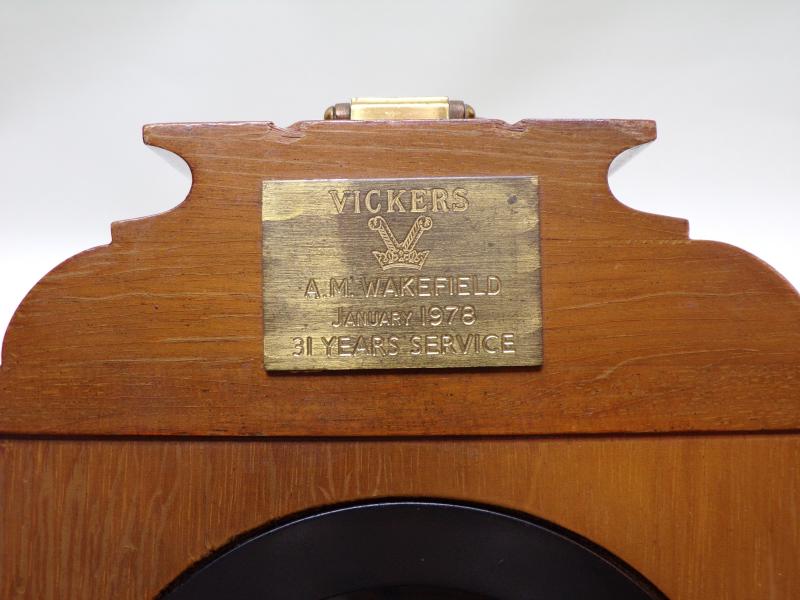 VICKERS
A.M. WAKEFIELD
JANUARY 1978
31 YEARS SERVICE